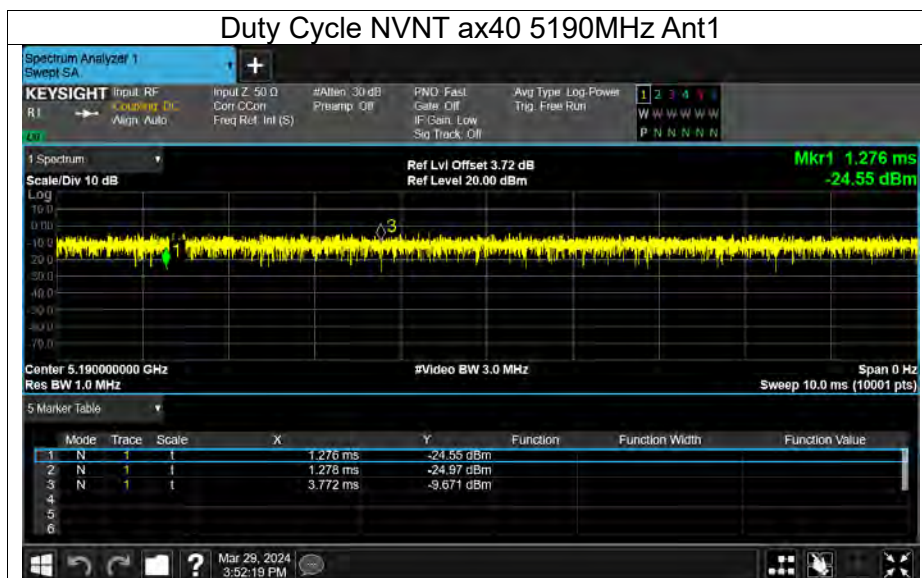 Duty Cycle NVNT ax40 5190MHz Ant1
Spectrum Analyzer 1
Swept SA
+
KEYSIGHT Input: RF Input Z: 50 Ω #Atten: 30 dB PNO: Fast Avg Type: Log-Power 1 2 3 4 5 6
R1 Coupling: DC Corr CCorr Preamp: Off Gate: Off Trig: Free Run W W W W W W
Align: Auto Freq Ref: Int (S) IF Gain: Low P N N N N N
Sig Track: Off
1 Spectrum Ref Lvl Offset 3.72 dB Mkr1 1.276 ms
Scale/Div 10 dB Ref Level 20.00 dBm -24.55 dBm
Log
10.0
0.00
-10.0
-20.0
-30.0
-40.0
-50.0
-60.0
-70.0
1
3
Center 5.190000000 GHz #Video BW 3.0 MHz Span 0 Hz
Res BW 1.0 MHz Sweep 10.0 ms (10001 pts)
5 Marker Table
Mode Trace Scale X Y Function Function Width Function Value
1 N 1 t 1.276 ms -24.55 dBm
2 N 1 t 1.278 ms -24.97 dBm
3 N 1 t 3.772 ms -9.671 dBm
4
5
6
? Mar 29, 2024
3:52:19 PM